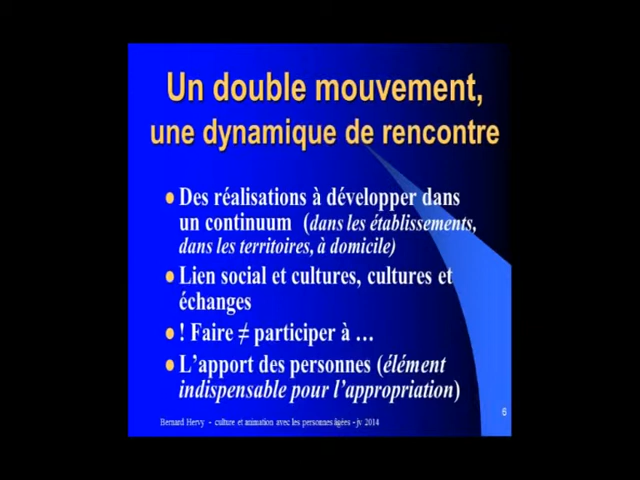 Un double mouvement,
une dynamique de rencontre
● Des réalisations à développer dans
un continuum (dans les établissements,
dans les territoires, à domicile)
● Lien social et cultures, cultures et
échanges
● ! Faire ≠ participer à …
● L’apport des personnes (élément
indispensable pour l’appropriation)
Bernard Hervy - culture et animation avec les personnes âgées - jv 2014
6